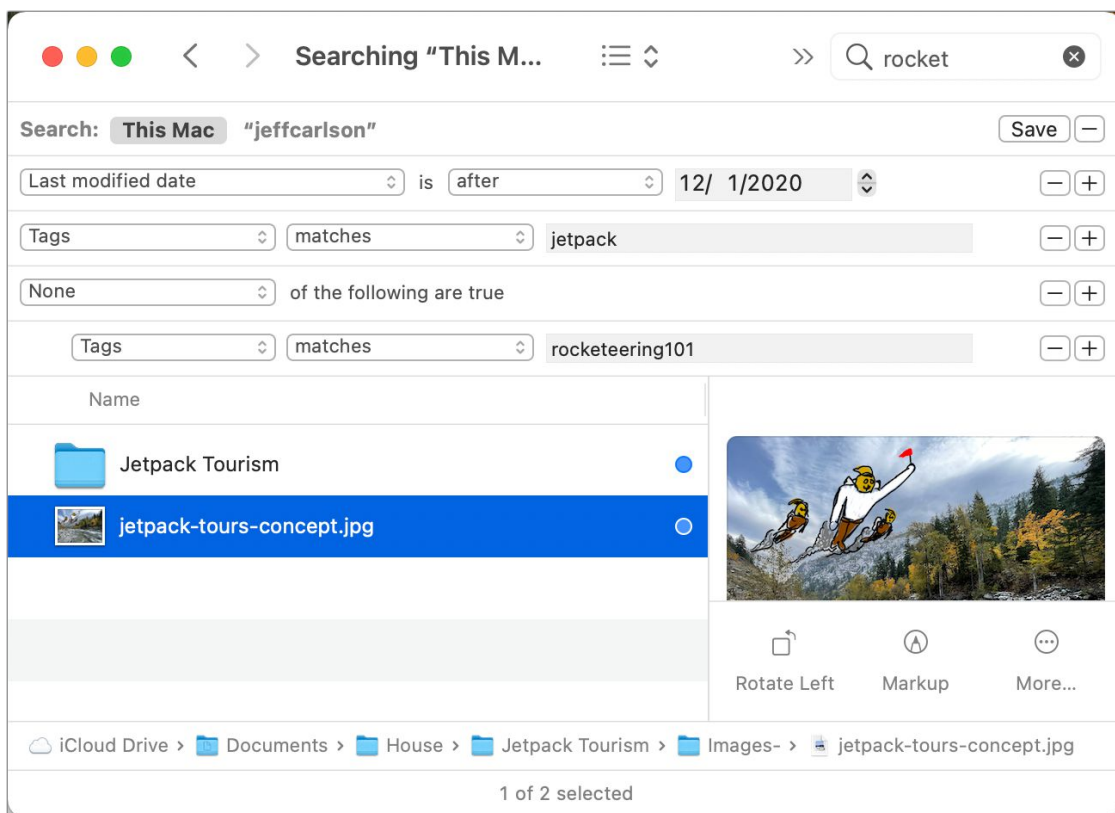 Searching “This M... rocket
Search: This Mac “jeffcarlson” Save
Last modified date is after 12/ 1/2020
Tags matches jetpack
None of the following are true
Tags matches rocketeering101
Name
Jetpack Tourism
jetpack-tours-concept.jpg
Rotate Left Markup More...
iCloud Drive › Documents › House › Jetpack Tourism › Images- › jetpack-tours-concept.jpg
1 of 2 selected